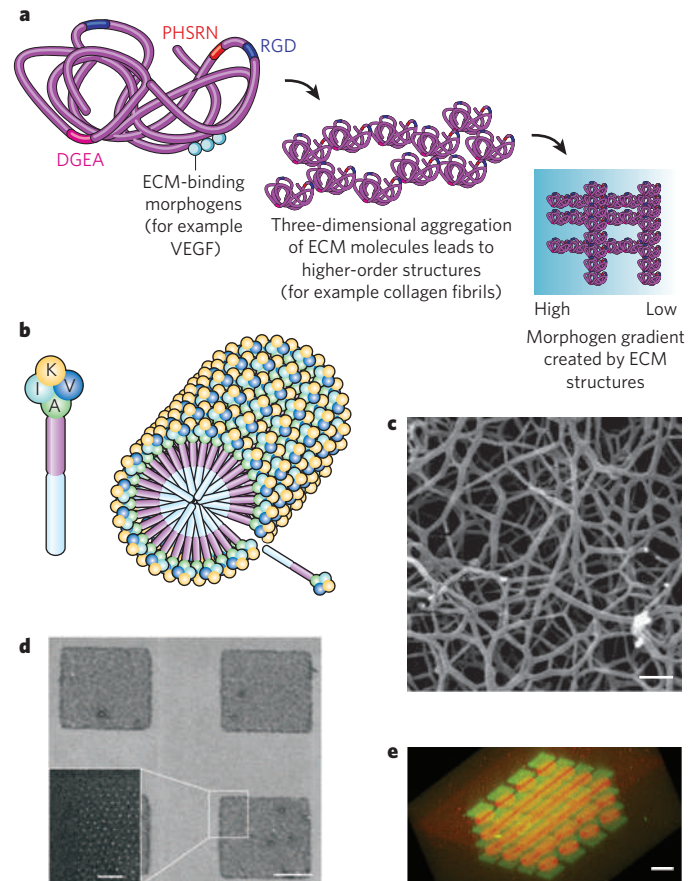 a
PHSRN
RGD
DGEA
ECM-binding
morphogens
(for example
VEGF)
Three-dimensional aggregation
of ECM molecules leads to
higher-order structures
(for example collagen fibrils)
High
Low
Morphogen gradient
created by ECM
structures
b
K
I
V
A
c
d
e